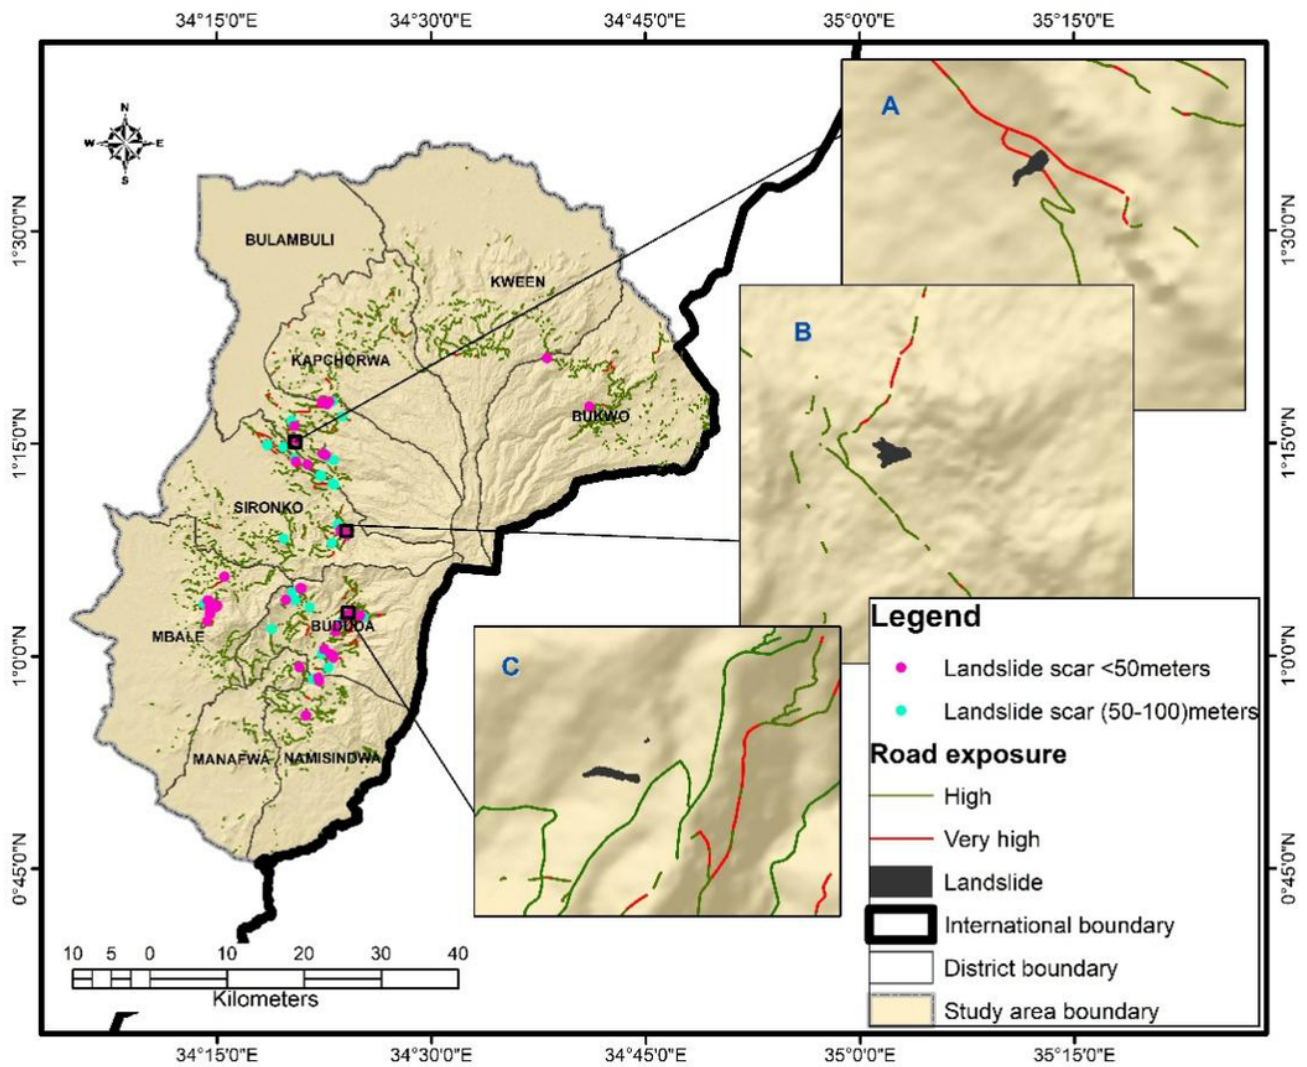 34°15'0"E 34°30'0"E 34°45'0"E 35°0'0"E 35°15'0"E
N
W E
S
A
1°30'0"N 1°30'0"N
BULAMBULI
KWEEN
B
KAPCHORWA
BUKWO
1°15'0"N 1°15'0"N
SIRONKO
MBALE
BUDUDA
1°0'0"N 1°0'0"N
C
MANAFWA NAMISINDWA
0°45'0"N 0°45'0"N
Legend
Landslide scar <50meters
Landslide scar (50-100)meters
Road exposure
High
Very high
Landslide
International boundary
District boundary
Study area boundary
10 5 0 10 20 30 40
Kilometers
34°15'0"E 34°30'0"E 34°45'0"E 35°0'0"E 35°15'0"E